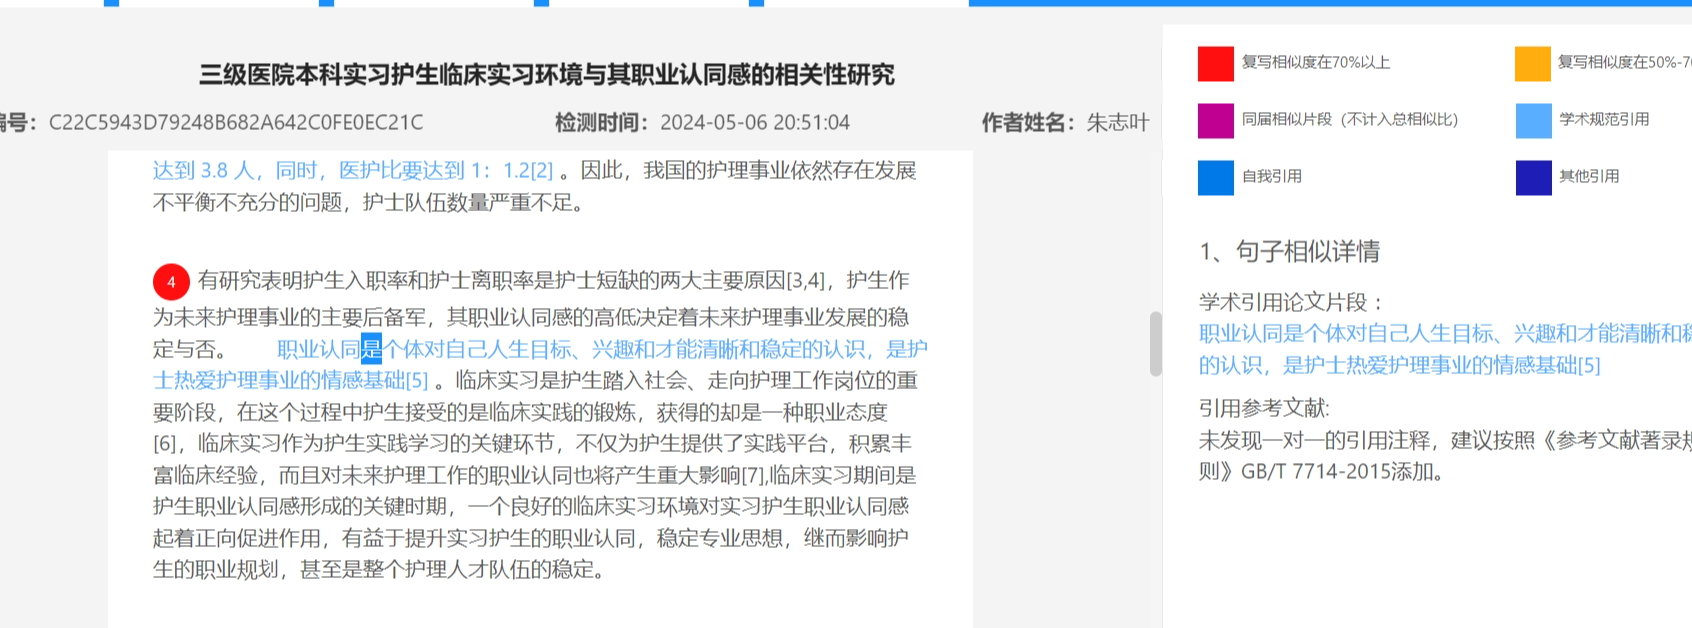 三级医院本科实习护生临床实习环境与其职业认同感的相关性研究
编号：C22C5943D79248B682A642C0FE0EC21C 检测时间：2024-05-06 20:51:04 作者姓名：朱志叶
达到 3.8 人，同时，医护比要达到 1：1.2[2] 。因此，我国的护理事业依然存在发展
不平衡不充分的问题，护士队伍数量严重不足。
4 有研究表明护生入职率和护士离职率是护士短缺的两大主要原因[3,4]，护生作
为未来护理事业的主要后备军，其职业认同感的高低决定着未来护理事业发展的稳
定与否。 职业认同是个体对自己人生目标、兴趣和才能清晰和稳定的认识，是护
士热爱护理事业的情感基础[5] 。临床实习是护生踏入社会、走向护理工作岗位的重
要阶段，在这个过程中护生接受的是临床实践的锻炼，获得的却是一种职业态度
[6]，临床实习作为护生实践学习的关键环节，不仅为护生提供了实践平台，积累丰
富临床经验，而且对未来护理工作的职业认同也将产生重大影响[7],临床实习期间是
护生职业认同感形成的关键时期，一个良好的临床实习环境对实习护生职业认同感
起着正向促进作用，有益于提升实习护生的职业认同，稳定专业思想，继而影响护
生的职业规划，甚至是整个护理人才队伍的稳定。
复写相似度在70%以上 复写相似度在50%-70
同届相似片段（不计入总相似比） 学术规范引用
自我引用 其他引用
1、句子相似详情
学术引用论文片段：
职业认同是个体对自己人生目标、兴趣和才能清晰和稳
的认识，是护士热爱护理事业的情感基础[5]
引用参考文献:
未发现一对一的引用注释，建议按照《参考文献著录规
则》GB/T 7714-2015添加。